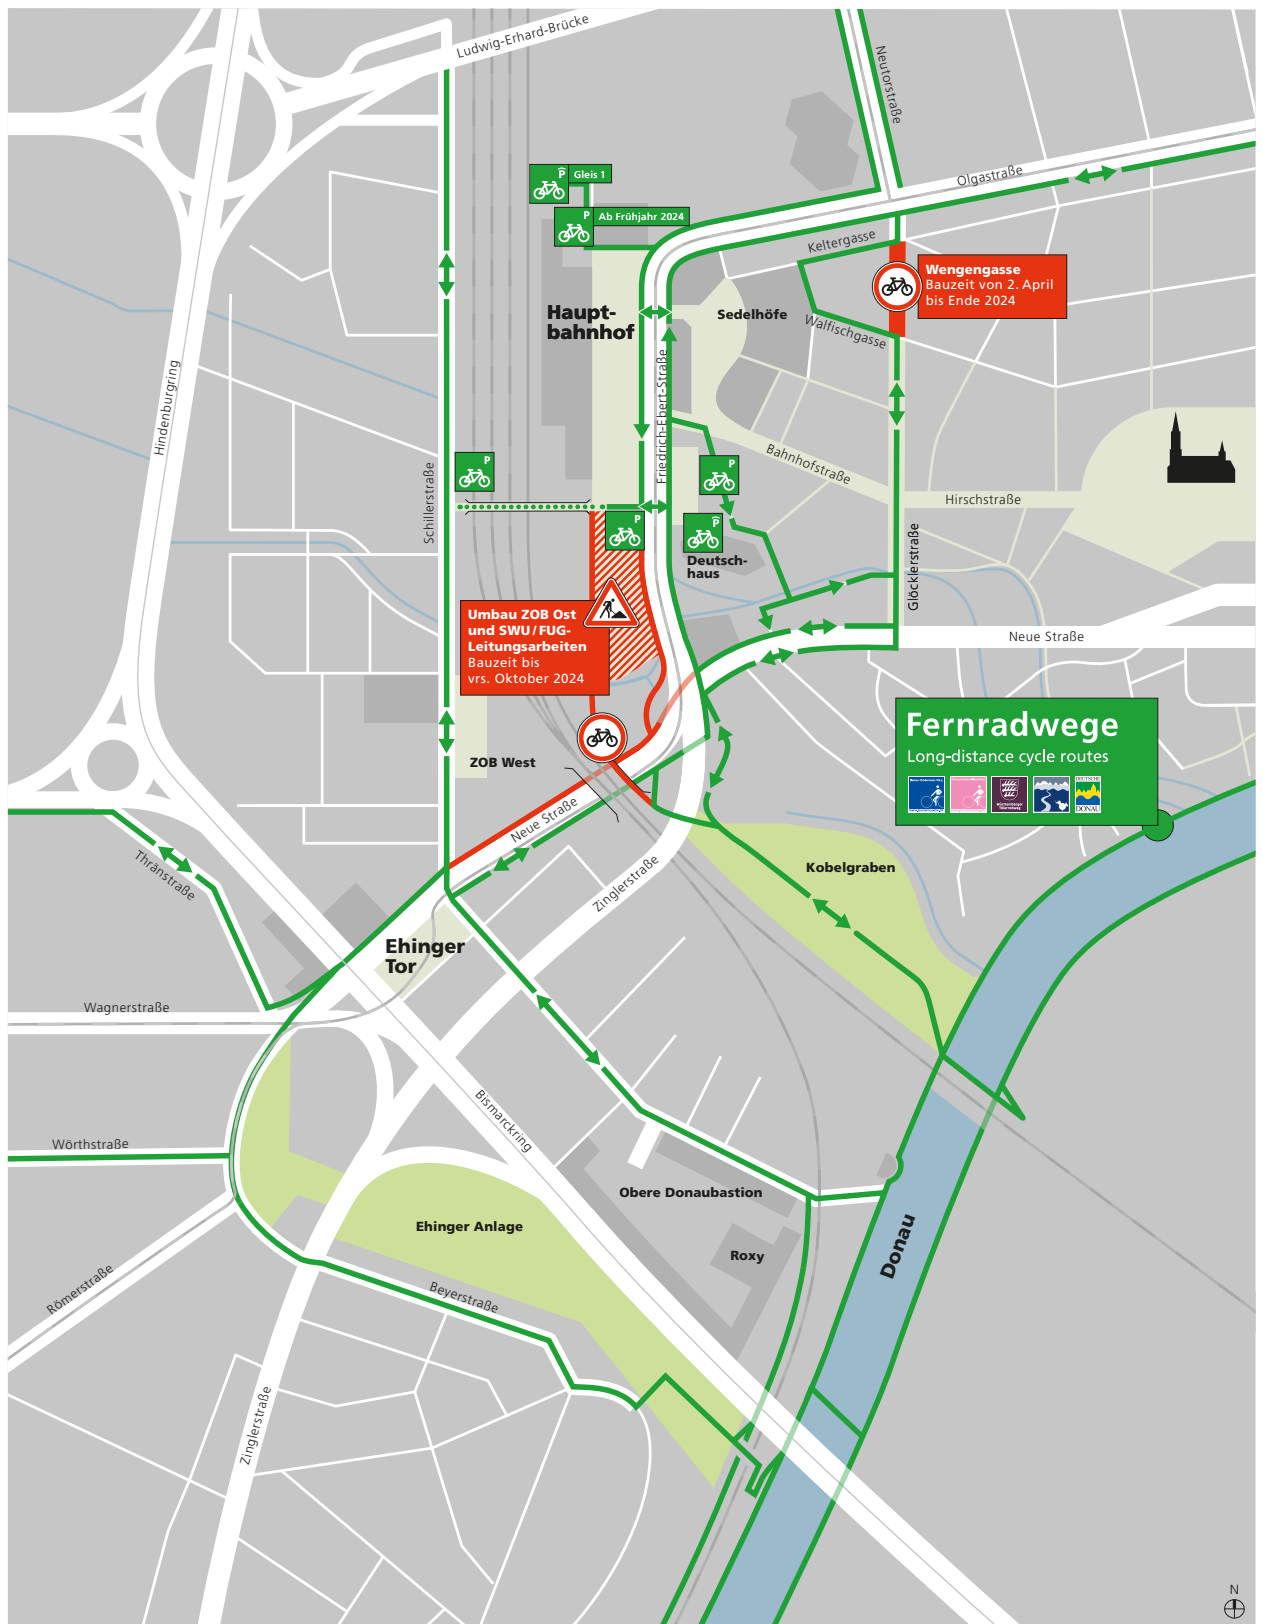 Ludwig-Erhard-Brücke
Neutorstraße
Olgastraße
P
Gleis 1
P
Ab Frühjahr 2024
Keltergasse
Wengengasse
Bauzeit von 2. April
bis Ende 2024
Haupt-
bahnhof
Sedelhöfe
Walfischgasse
Hindenburgring
Friedrich-Ebert-Straße
Schillerstraße
P
P
Bahnhofstraße
Hirschstraße
P
P
Deutsch-
haus
Glöcklerstraße
Umbau ZOB Ost
und SWU/FUG-
Leitungsarbeiten
Bauzeit bis
vrs. Oktober 2024
Neue Straße
Fernradwege
Long-distance cycle routes
DEUTSCHE
DONAU
ZOB West
Neue Straße
Thränstraße
Zinglerstraße
Kobelgraben
Ehinger
Tor
Wagnerstraße
Bismarckring
Wörthstraße
Obere Donaubastion
Ehinger Anlage
Roxy
Donau
Römerstraße
Beyerstraße
Zinglerstraße
N